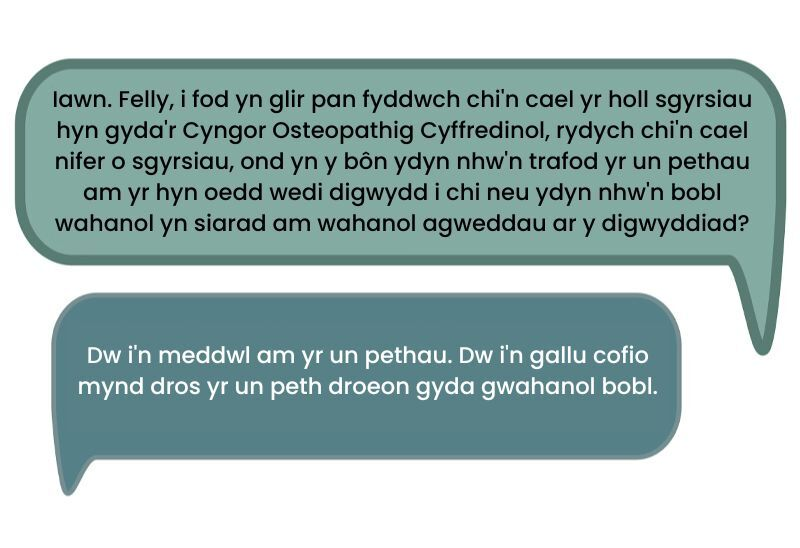 Iawn. Felly, i fod yn glir pan fyddwch chi'n cael yr holl sgyrsiau
hyn gyda'r Cyngor Osteopathig Cyffredinol, rydych chi'n cael
nifer o sgyrsiau, ond yn y bôn ydyn nhw'n trafod yr un pethau
am yr hyn oedd wedi digwydd i chi neu ydyn nhw'n bobl
wahanol yn siarad am wahanol agweddau ar y digwyddiad?
Dw i'n meddwl am yr un pethau. Dw i'n gallu cofio
mynd dros yr un peth droeon gyda gwahanol bobl.